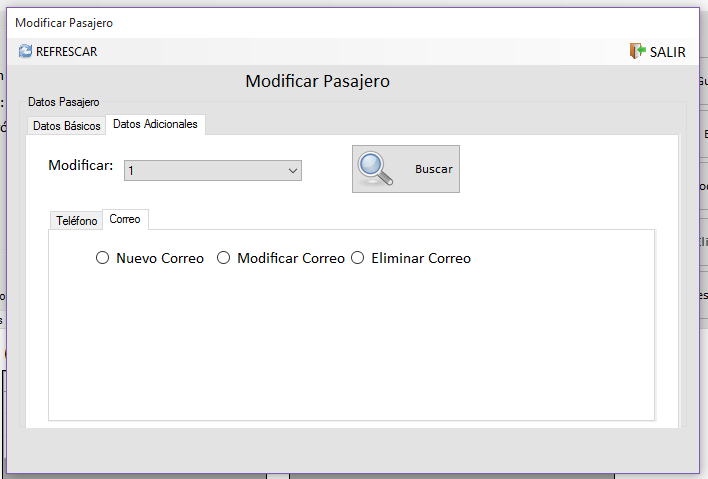 Modificar Pasajero
REFRESCAR
SALIR
Modificar Pasajero
Datos Pasajero
Datos Básicos
Datos Adicionales
Modificar:
1
Buscar
Teléfono
Correo
Nuevo Correo
Modificar Correo
Eliminar Correo